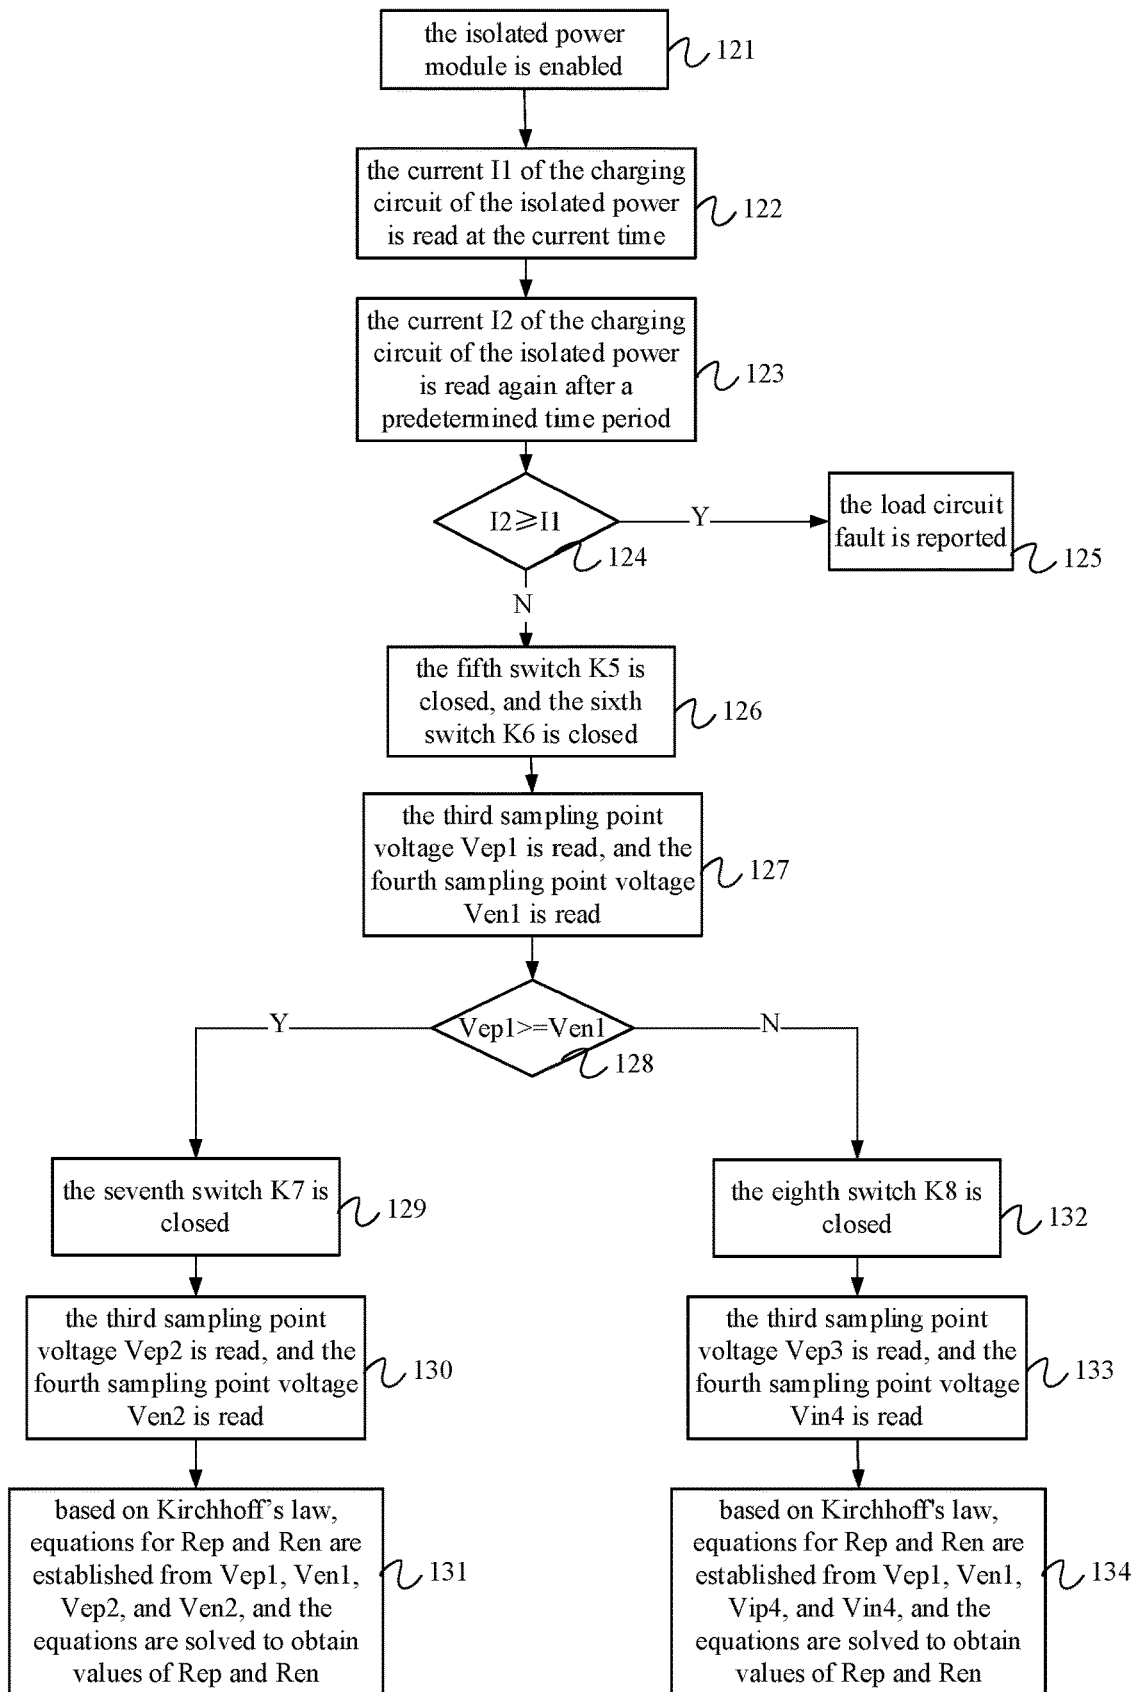 the isolated power
module is enabled
121
the current I1 of the charging
circuit of the isolated power
is read at the current time
122
the current I2 of the charging
circuit of the isolated power
is read again after a
predetermined time period
123
I2≥I1
124
Y
the load circuit
fault is reported
125
N
the fifth switch K5 is
closed, and the sixth
switch K6 is closed
126
the third sampling point
voltage Vep1 is read, and the
fourth sampling point voltage
Ven1 is read
127
Vep1>=Ven1
128
Y
N
the seventh switch K7 is
closed
129
the third sampling point
voltage Vep2 is read, and the
fourth sampling point voltage
Ven2 is read
130
based on Kirchhoff's law,
equations for Rep and Ren are
established from Vep1, Ven1,
Vep2, and Ven2, and the
equations are solved to obtain
values of Rep and Ren
131
the eighth switch K8 is
closed
132
the third sampling point
voltage Vep3 is read, and the
fourth sampling point voltage
Vin4 is read
133
based on Kirchhoff's law,
equations for Rep and Ren are
established from Vep1, Ven1,
Vip4, and Vin4, and the
equations are solved to obtain
values of Rep and Ren
134